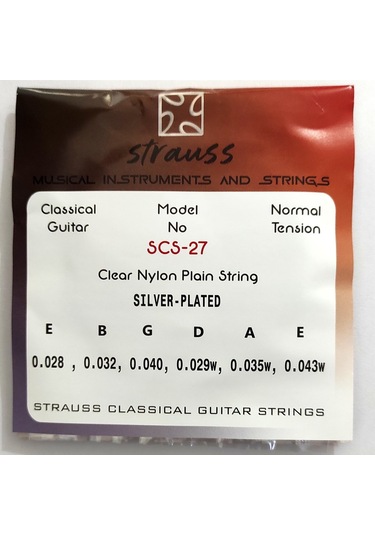 strauss
MUSICAL INSTRUMENTS AND STRINGS
Classical Guitar
Model No
Normal Tension
SCS-27
Clear Nylon Plain String
SILVER-PLATED
E B G D A E
0.028 , 0.032, 0.040, 0.029w, 0.035w, 0.043w
STRAUSS CLASSICAL GUITAR STRINGS